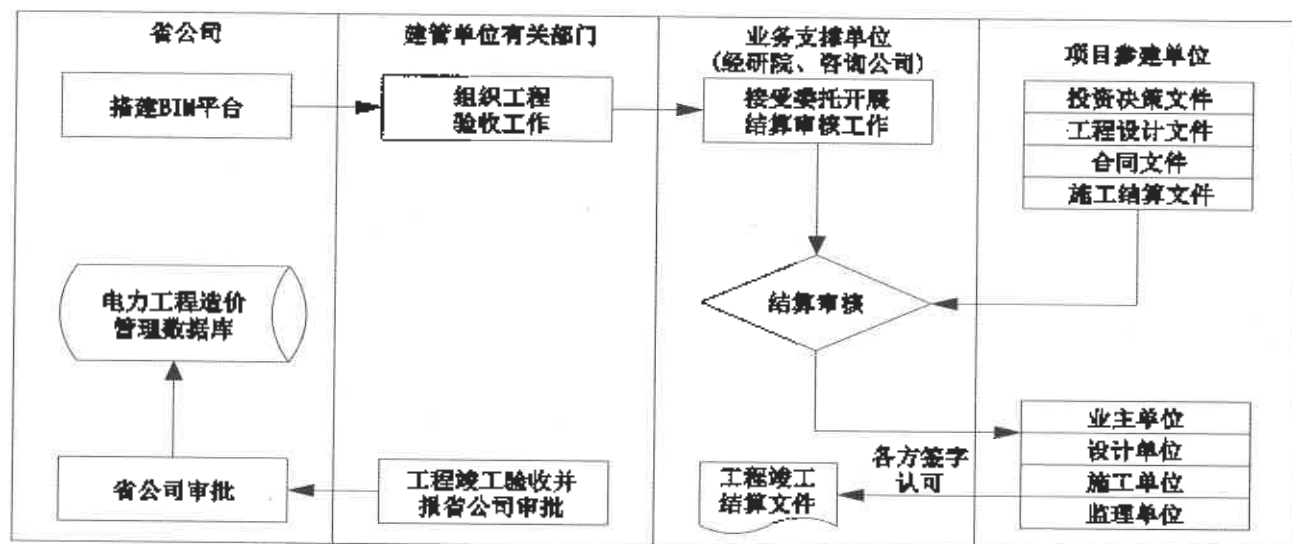 省公司
建管单位有关部门
业务支撑单位
(经研院、咨询公司)
项目参建单位
搭建BIM平台
组织工程
验收工作
接受委托开展
结算审核工作
投资决策文件
工程设计文件
合同文件
施工结算文件
电力工程造价
管理数据库
结算审核
业主单位
设计单位
施工单位
监理单位
各方签字
认可
工程竣工
结算文件
工程竣工验收并
报省公司审批
省公司审批